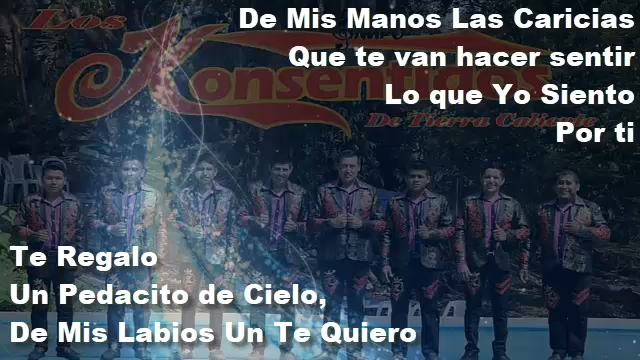 De Mis Manos Las Caricias
Que te van hacer sentir
Lo que Yo Siento
Por ti
Los
Konsentidos
De Tierra Caliente
Te Regalo
Un Pedacito de Cielo,
De Mis Labios Un Te Quiero